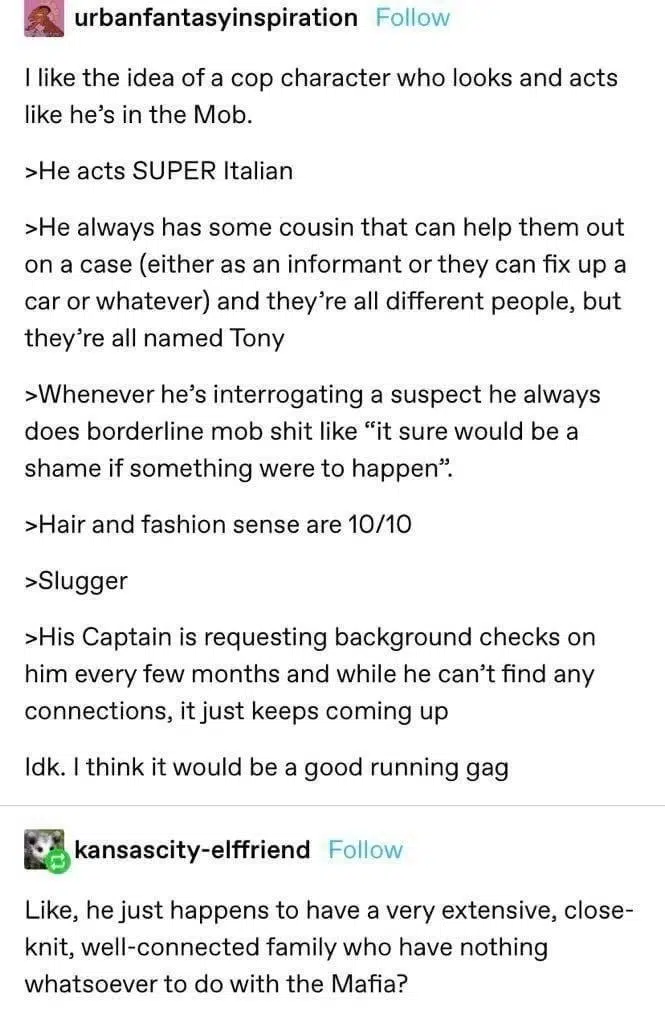 urbanfantasyinspiration Follow
I like the idea of a cop character who looks and acts
like he’s in the Mob.
>He acts SUPER Italian
>He always has some cousin that can help them out
on a case (either as an informant or they can fix up a
car or whatever) and they’re all different people, but
they’re all named Tony
>Whenever he’s interrogating a suspect he always
does borderline mob shit like “it sure would be a
shame if something were to happen”.
>Hair and fashion sense are 10/10
>Slugger
>His Captain is requesting background checks on
him every few months and while he can’t find any
connections, it just keeps coming up
Idk. I think it would be a good running gag
kansascity-elffriend Follow
Like, he just happens to have a very extensive, close-
knit, well-connected family who have nothing
whatsoever to do with the Mafia?